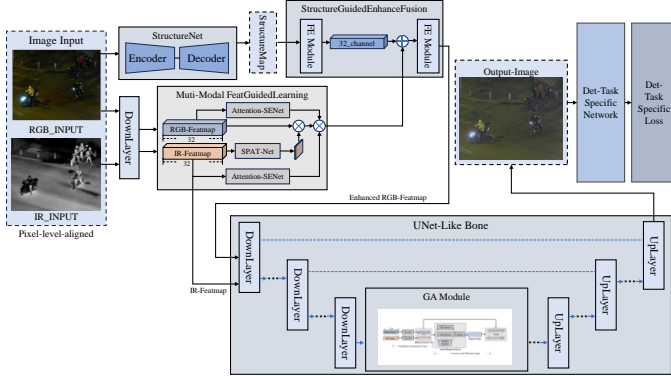 StructureGuidedEnhanceFusion
Image Input
StructureNet
Encoder
Decoder
StructureMap
FE Module
32_channel
FE Module
RGB_INPUT
DownLayer
IR_INPUT
Pixel-level-aligned
Muti-Modal FeatGuidedLearning
Attention-SENet
RGB-Featmap
32
IR-Featmap
32
SPAT-Net
Attention-SENet
Output-Image
Det-Task
Specific
Network
Det-
Task
Specific
Loss
Enhanced RGB-Featmap
IR-Featmap
UNet-Like Bone
DownLayer
DownLayer
DownLayer
GA Module
UpLayer
UpLayer
UpLayer